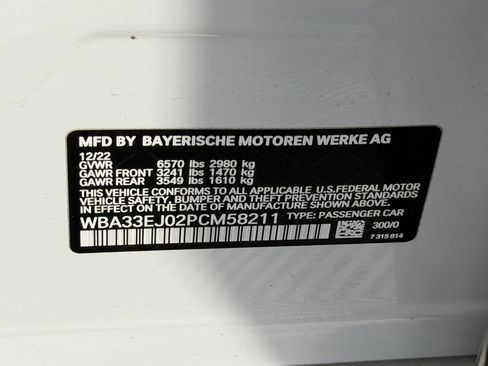 MFD BY BAYERISCHE MOTOREN WERKE AG
12/22
GVWR 6570 lbs 2980 kg
GAWR FRONT 3241 lbs 1470 kg
GAWR REAR 3549 lbs 1610 kg
THIS VEHICLE CONFORMS TO ALL APPLICABLE U.S.FEDERAL MOTOR
VEHICLE SAFETY, BUMPER, AND THEFT PREVENTION STANDARDS
IN EFFECT ON THE DATE OF MANUFACTURE SHOWN ABOVE.
WBA33EJ02PCM58211 TYPE: PASSENGER CAR
300/0
7 315 814